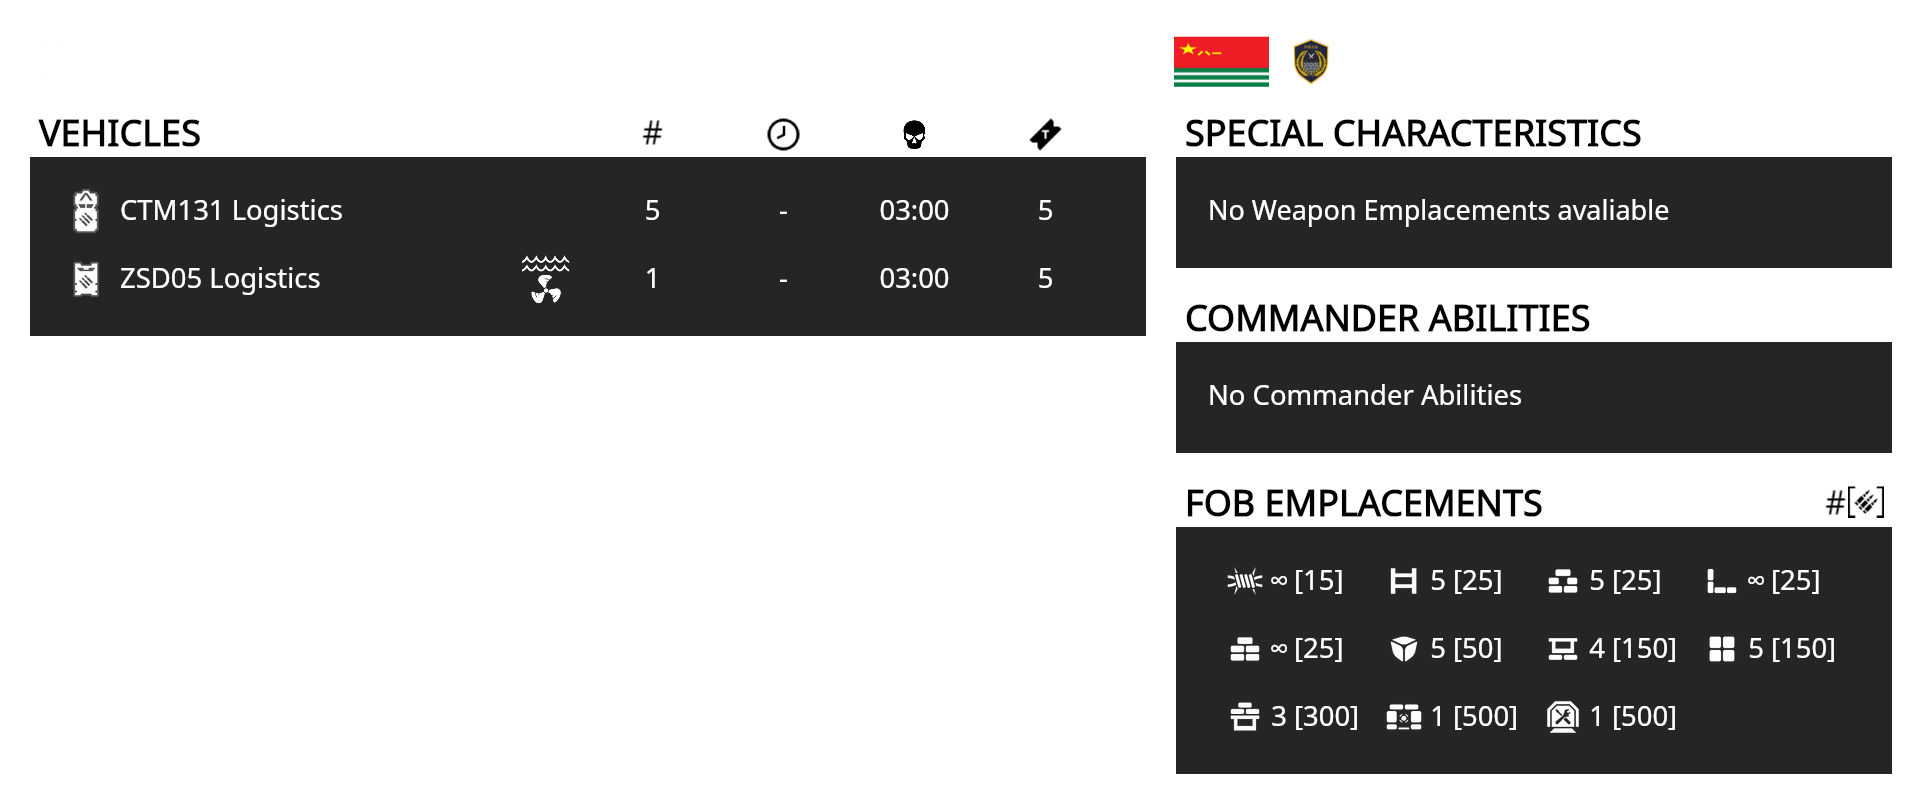 VEHICLES #
CTM131 Logistics 5 - 03:00 5
ZSD05 Logistics 1 - 03:00 5
SPECIAL CHARACTERISTICS
No Weapon Emplacements avaliable
COMMANDER ABILITIES
No Commander Abilities
FOB EMPLACEMENTS #[ ]
∞ [15] 5 [25] 5 [25] ∞ [25]
∞ [25] 5 [50] 4 [150] 5 [150]
3 [300] 1 [500] 1 [500]